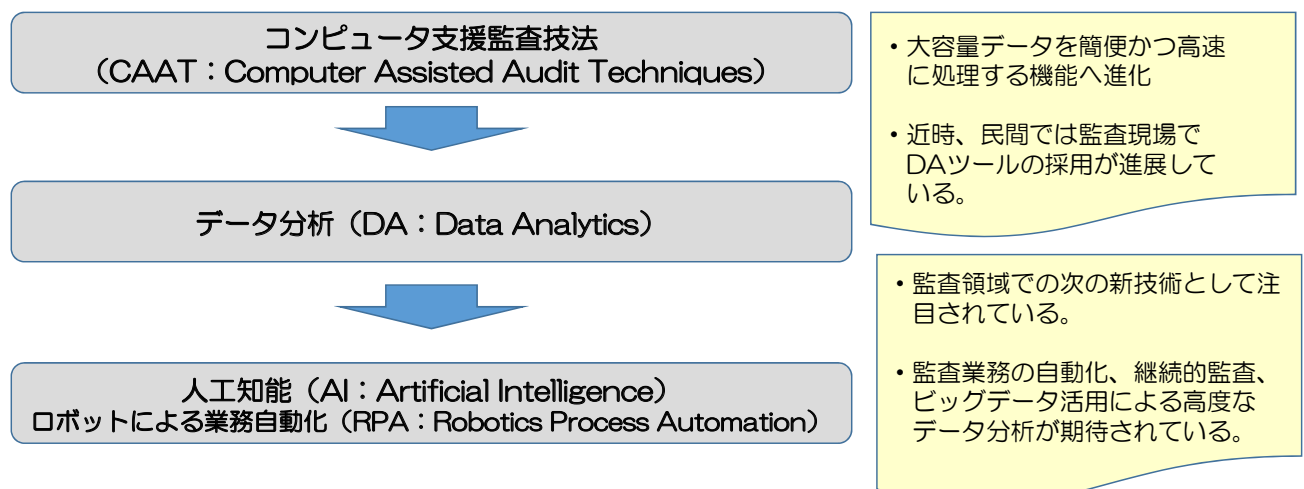 コンピュータ支援監査技法
(CAAT：Computer Assisted Audit Techniques)
・大容量データを簡便かつ高速
に処理する機能へ進化
・近時、民間では監査現場で
DAツールの採用が進展して
いる。
データ分析（DA：Data Analytics）
・監査領域での次の新技術として注
目されている。
・監査業務の自動化、継続的監査、
ビッグデータ活用による高度な
データ分析が期待されている。
人工知能（AI：Artificial Intelligence）
ロボットによる業務自動化（RPA：Robotics Process Automation）